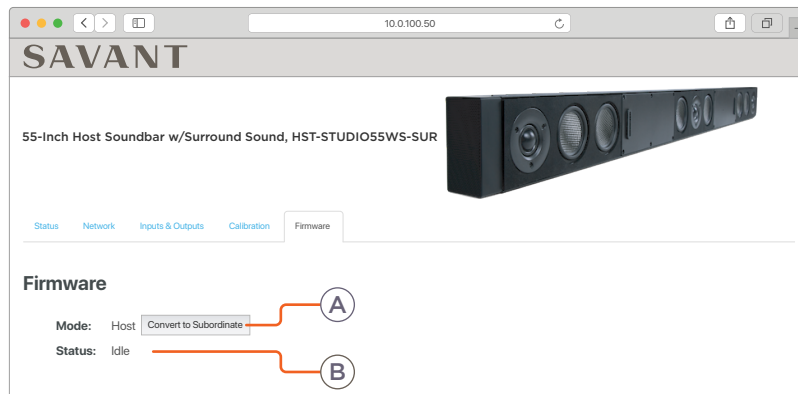 10.0.100.50
SAVANT
55-Inch Host Soundbar w/Surround Sound, HST-STUDIO55WS-SUR
Status Network Inputs & Outputs Calibration Firmware
Firmware
A
Mode: Host Convert to Subordinate
Status: Idle
B